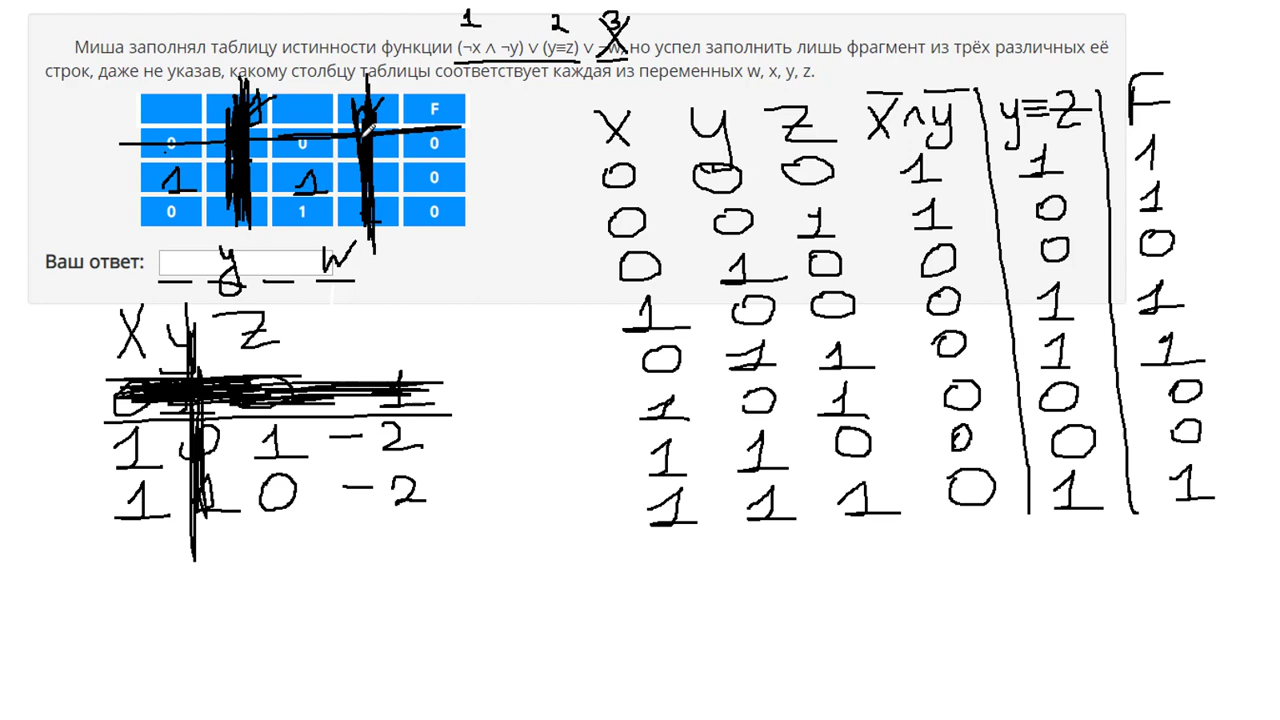 1 2 3
Миша заполнял таблицу истинности функции (¬x ∧ ¬y) ∨ (y≡z) ∨ ¬w, но успел заполнить лишь фрагмент из трёх различных её
строк, даже не указав, какому столбцу таблицы соответствует каждая из переменных w, x, y, z.
F
0 0 0
1 1 0
0 1 0
Ваш ответ:
y w
X y Z
1
1 0 1 - 2
1 1 0 - 2
X y Z X∧y y≡Z F
0 0 0 1 1 1
0 0 1 1 0 1
0 1 0 0 0 0
1 0 0 0 1 1
0 1 1 0 1 1
1 0 1 0 0 0
1 1 0 0 0 0
1 1 1 0 1 1